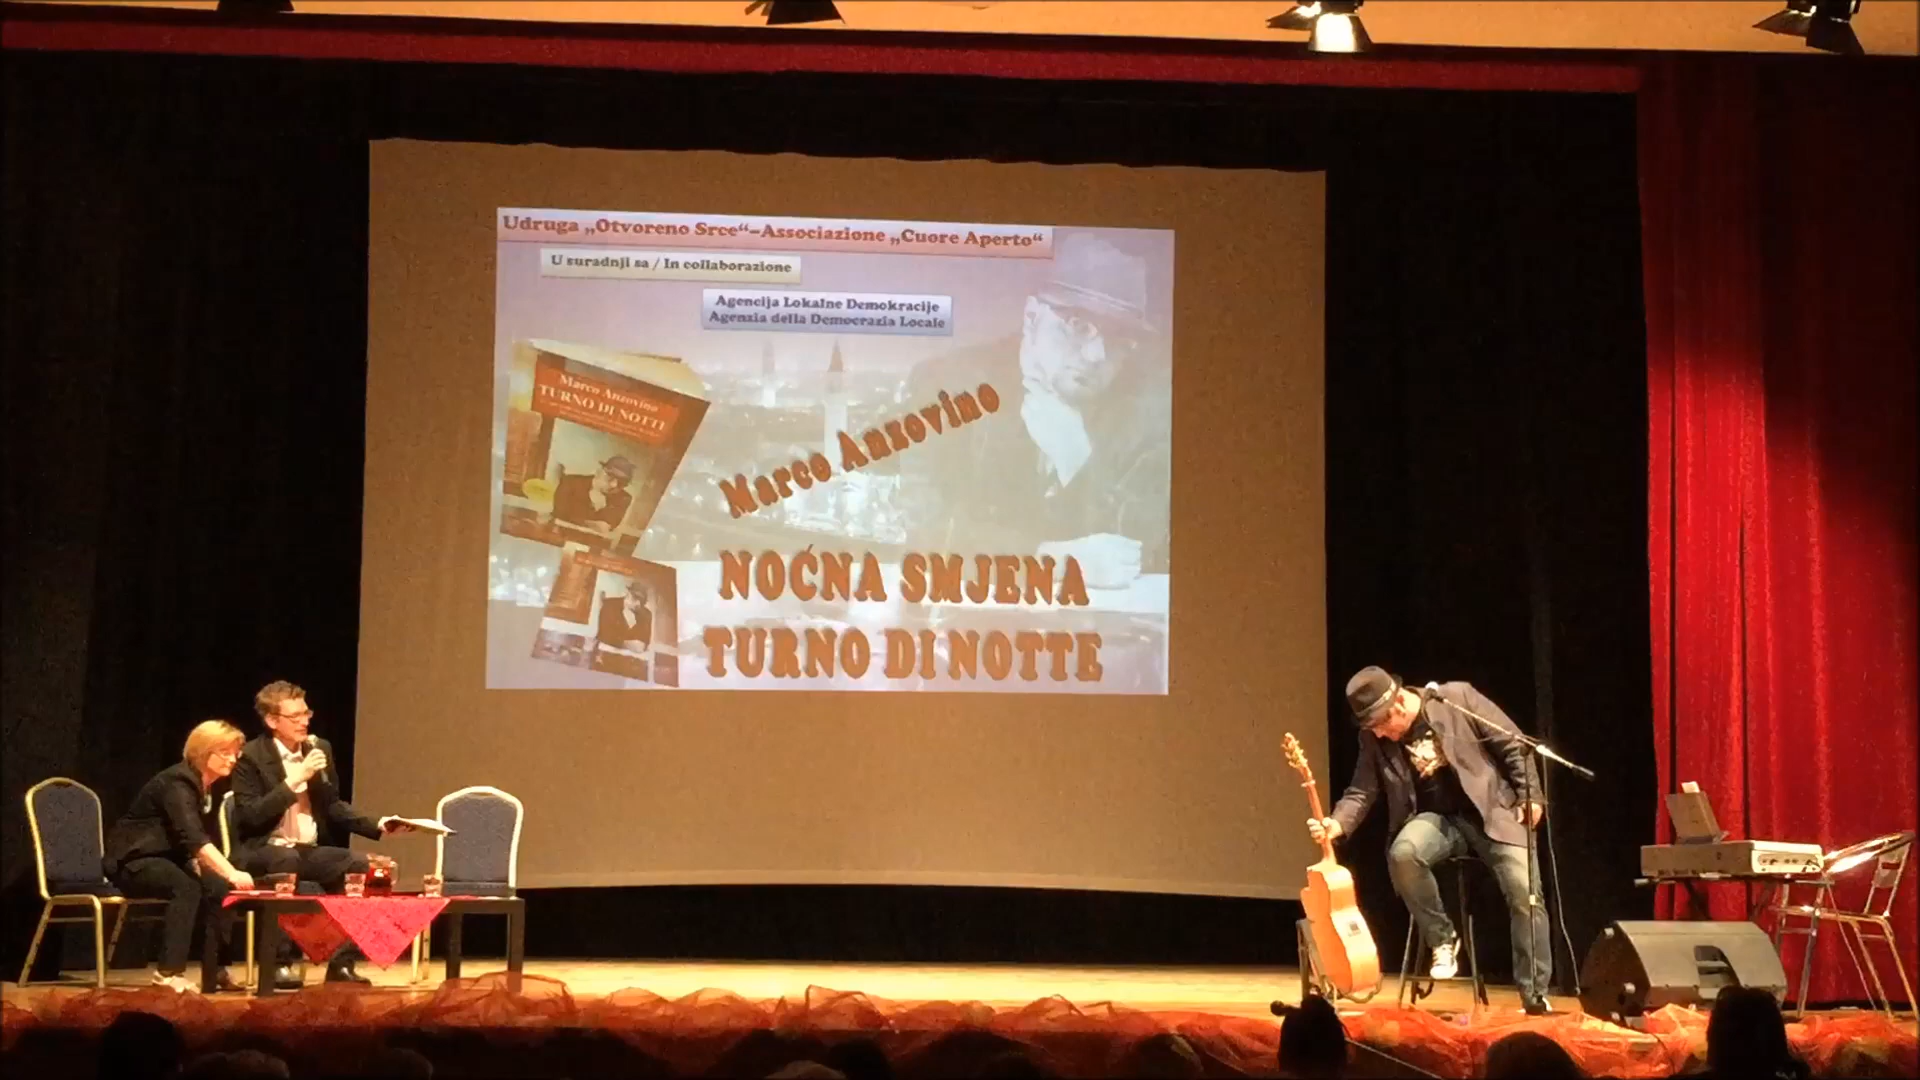 Udruga „Otvoreno Srce“–Associazione „Cuore Aperto“
U suradnji sa / In collaborazione
Agencija Lokalne Demokracije
Agenzia della Democrazia Locale
Marco Anzovino
TURNO DI NOTTI
Marco Anzovino
NOĆNA SMJENA
TURNO DI NOTTE